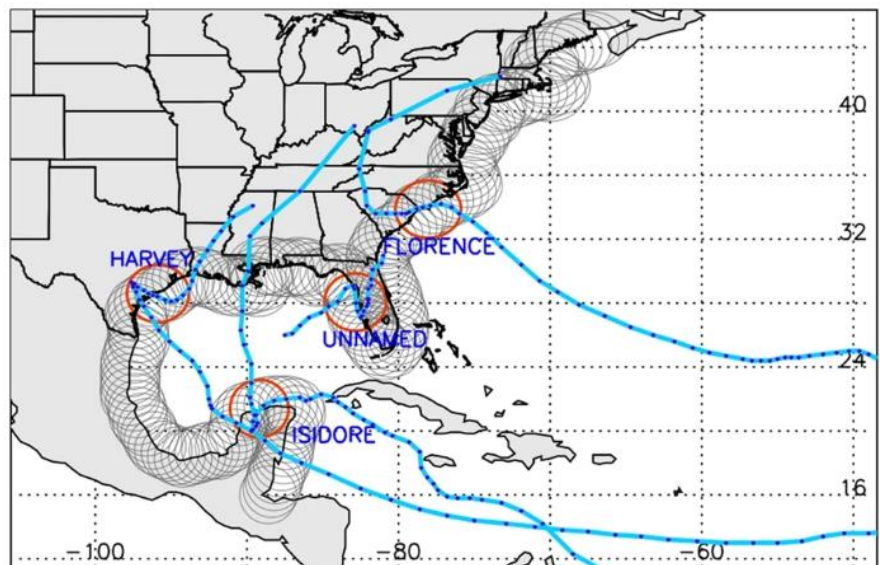 40
32
FLORENCE
HARVEY
UNNAMED
24
ISIDORE
16
-100
-80
-60